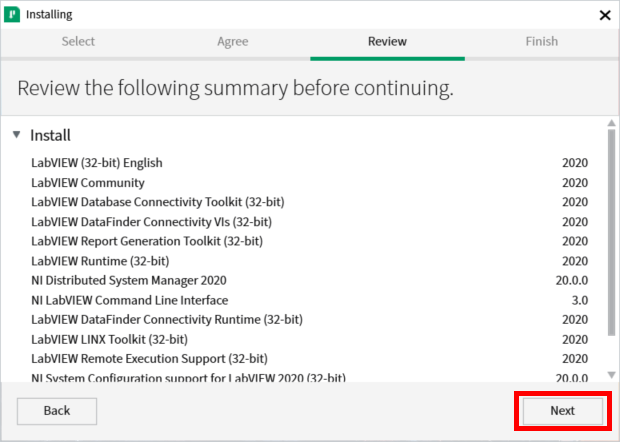 Installing
Select Agree Review Finish
Review the following summary before continuing.
Install
LabVIEW (32-bit) English 2020
LabVIEW Community 2020
LabVIEW Database Connectivity Toolkit (32-bit) 2020
LabVIEW DataFinder Connectivity VIs (32-bit) 2020
LabVIEW Report Generation Toolkit (32-bit) 2020
LabVIEW Runtime (32-bit) 2020
NI Distributed System Manager 2020 20.0.0
NI LabVIEW Command Line Interface 3.0
LabVIEW DataFinder Connectivity Runtime (32-bit) 2020
LabVIEW LINX Toolkit (32-bit) 2020
LabVIEW Remote Execution Support (32-bit) 2020
NI System Configuration support for LabVIEW 2020 (32-bit) 20.0.0
Back Next